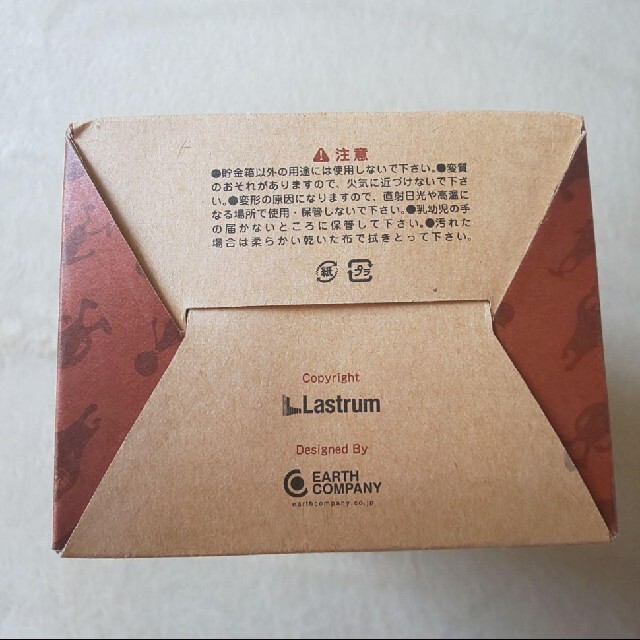 注意
●貯金箱以外の用途には使用しないで下さい。●変質
のおそれがありますので、火気に近づけないで下さ
い。●変形の原因になりますので、直射日光や高温に
なる場所で使用・保管しないで下さい。●乳幼児の手
の届かないところに保管して下さい。●汚れた
場合は柔らかい乾いた布で拭きとって下さい。
紙 プラ
Copyright
Lastrum
Designed By
EARTH
COMPANY
earthcompany.co.jp